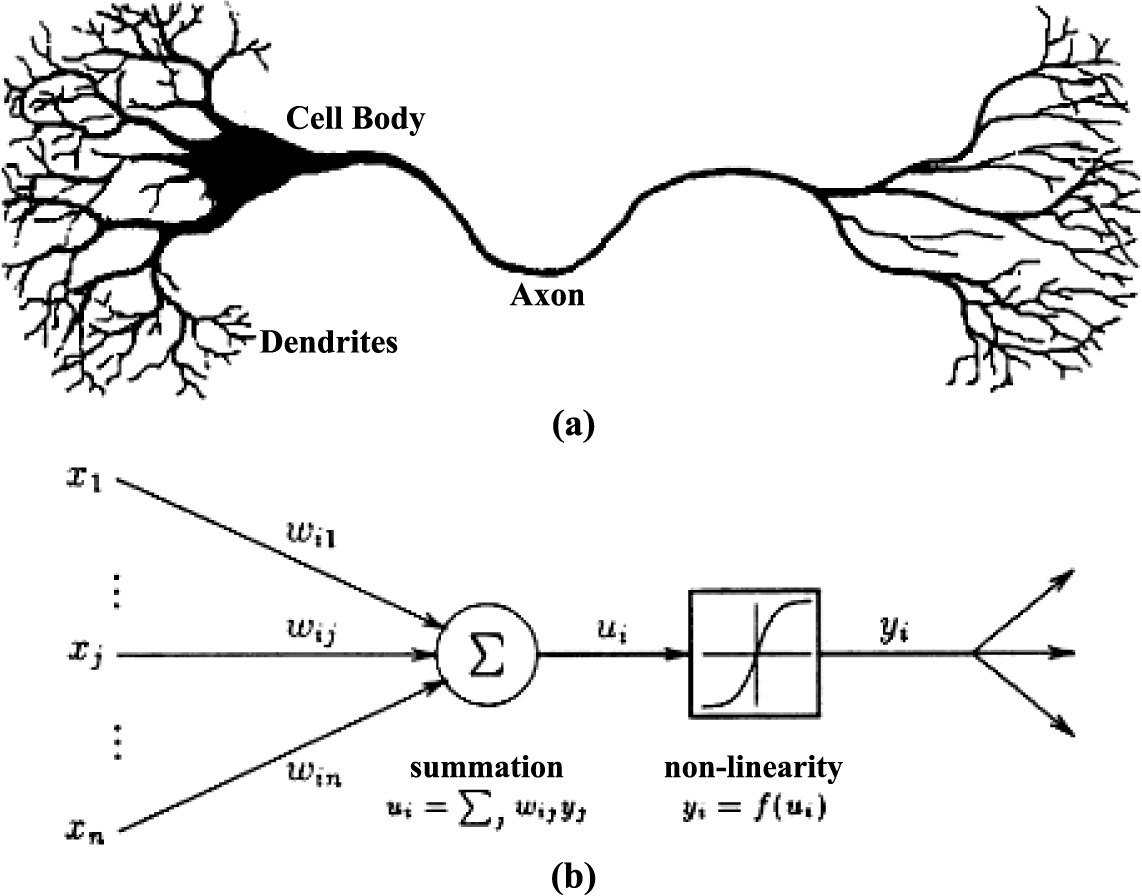 Cell Body
Axon
Dendrites
(a)
x₁
wᵢ₁
⋮
xⱼ
wᵢⱼ
Σ
uᵢ
yᵢ
⋮
wᵢₙ
xₙ
summation
uᵢ = ∑ⱼ wᵢⱼyⱼ
non-linearity
yᵢ = f(uᵢ)
(b)